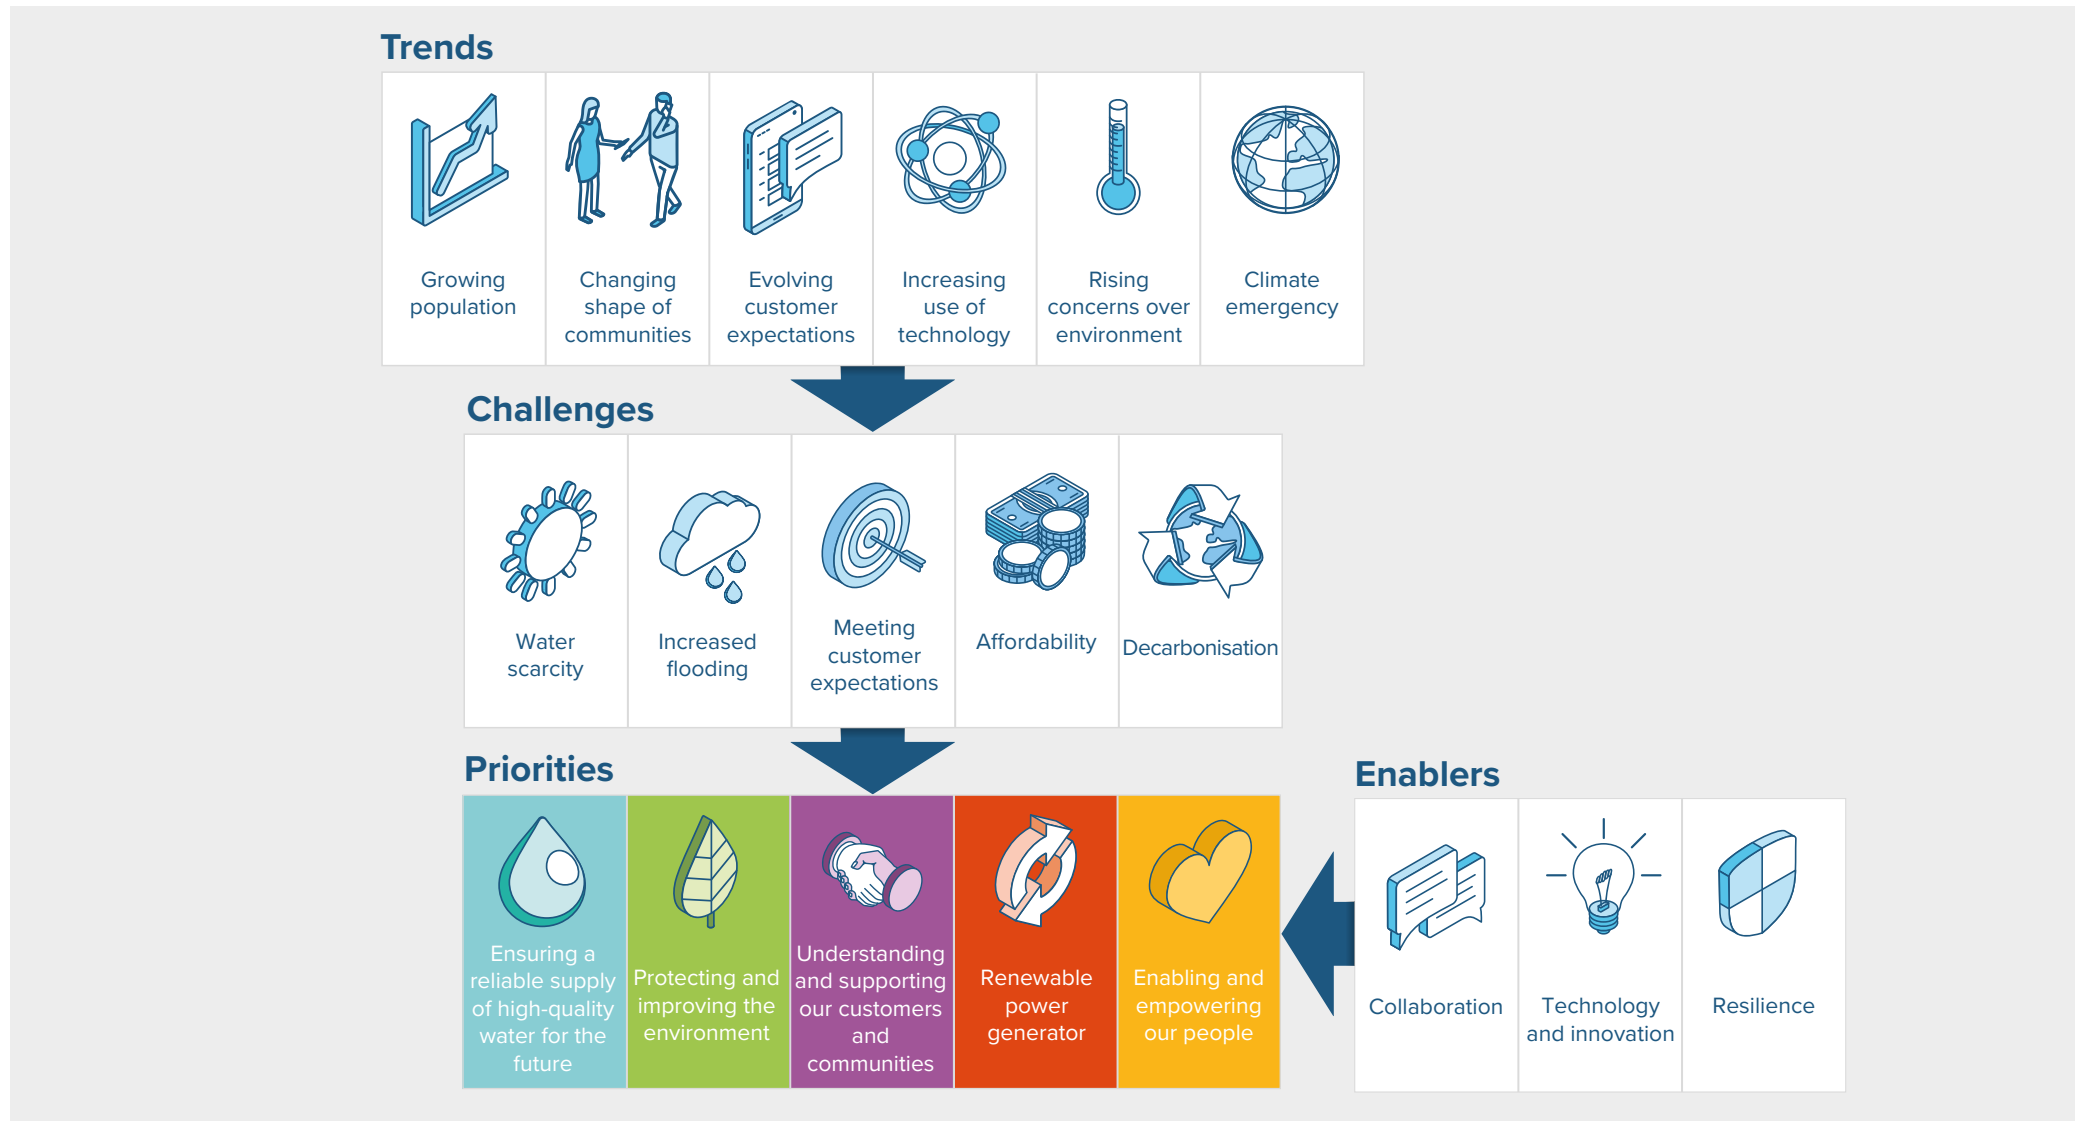 Trends
Growing
population
Changing
shape of
communities
Evolving
customer
expectations
Increasing
use of
technology
Rising
concerns over
environment
Climate
emergency
Challenges
Water
scarcity
Increased
flooding
Meeting
customer
expectations
Affordability
Decarbonisation
Priorities
Ensuring a
reliable supply
of high-quality
water for the
future
Protecting and
improving the
environment
Understanding
and supporting
our customers
and
communities
Renewable
power
generator
Enabling and
empowering
our people
Enablers
Collaboration
Technology
and innovation
Resilience